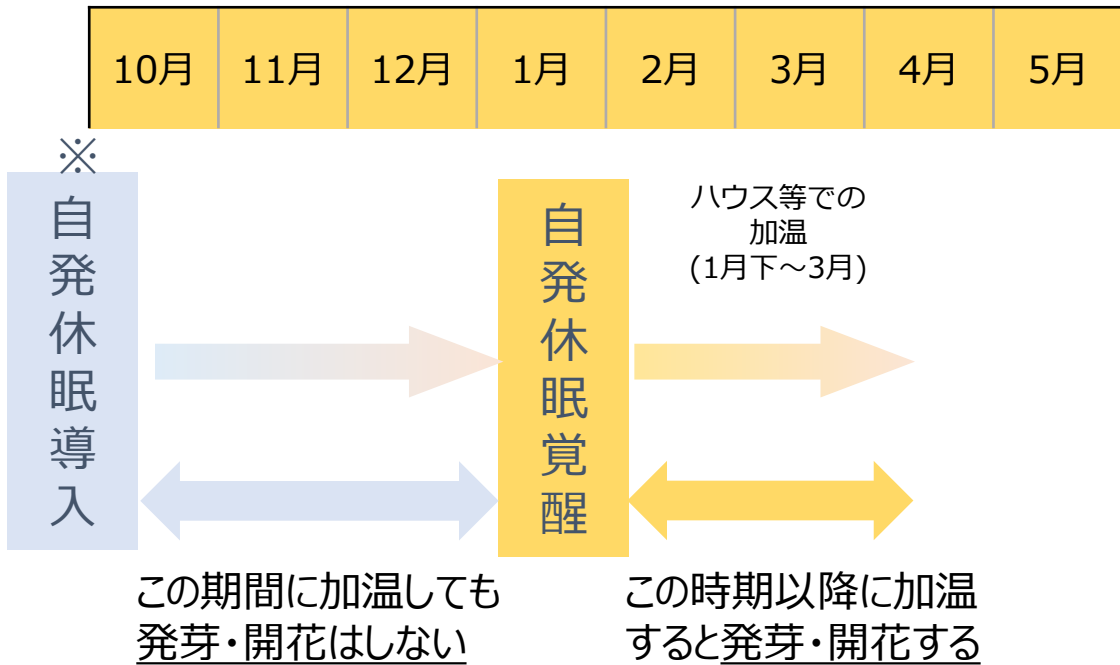 10月 11月 12月 1月 2月 3月 4月 5月
※
自発休眠導入
自発休眠覚醒
ハウス等での
加温
(1月下～3月)
この期間に加温しても
発芽・開花はしない
この時期以降に加温
すると発芽・開花する